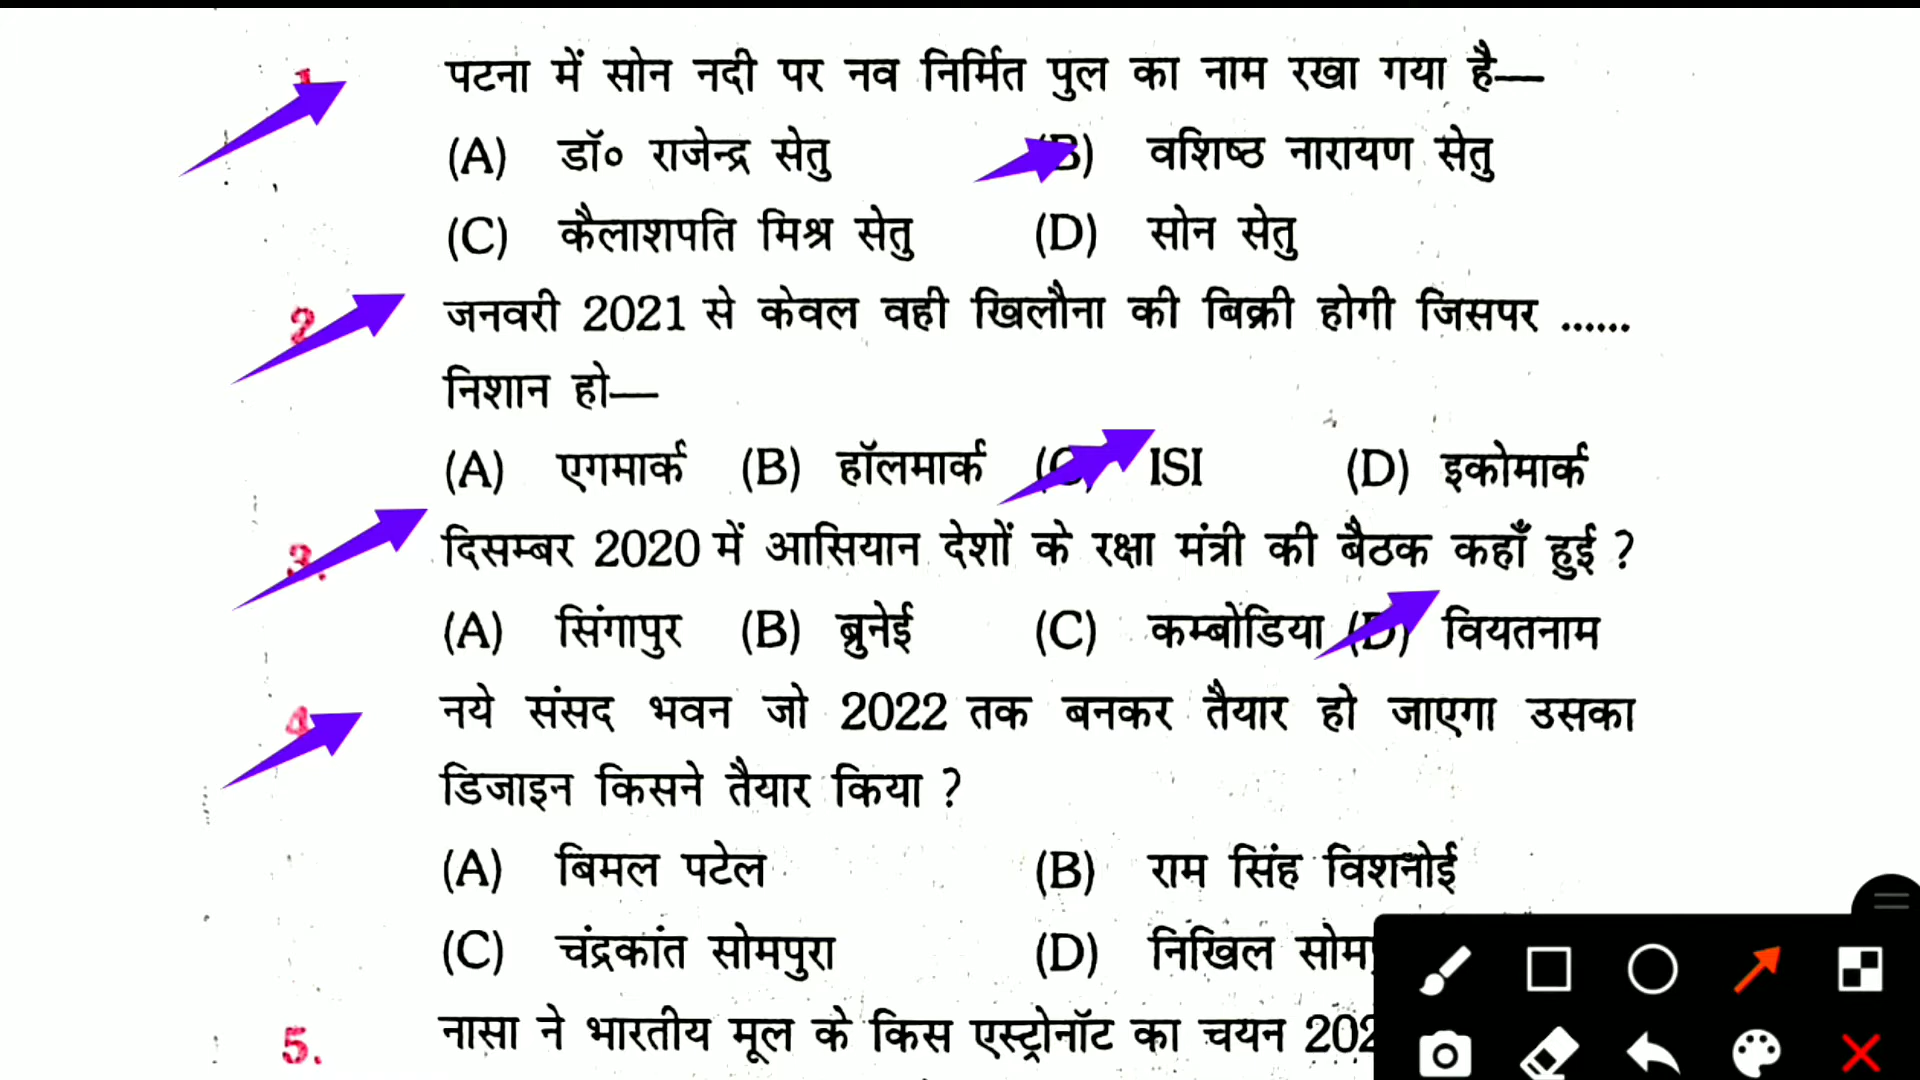 1 पटना में सोन नदी पर नव निर्मित पुल का नाम रखा गया है—
(A) डॉ० राजेन्द्र सेतु (B) वशिष्ठ नारायण सेतु
(C) कैलाशपति मिश्र सेतु (D) सोन सेतु
2 जनवरी 2021 से केवल वही खिलौना की बिक्री होगी जिसपर ......
निशान हो—
(A) एगमार्क (B) हॉलमार्क (C) ISI (D) इकोमार्क
3. दिसम्बर 2020 में आसियान देशों के रक्षा मंत्री की बैठक कहाँ हुई ?
(A) सिंगापुर (B) ब्रुनेई (C) कम्बोडिया (D) वियतनाम
4 नये संसद भवन जो 2022 तक बनकर तैयार हो जाएगा उसका
डिजाइन किसने तैयार किया ?
(A) बिमल पटेल (B) राम सिंह विशनोई
(C) चंद्रकांत सोमपुरा (D) निखिल
5. नासा ने भारतीय मूल के किस एस्ट्रोनॉट का चयन